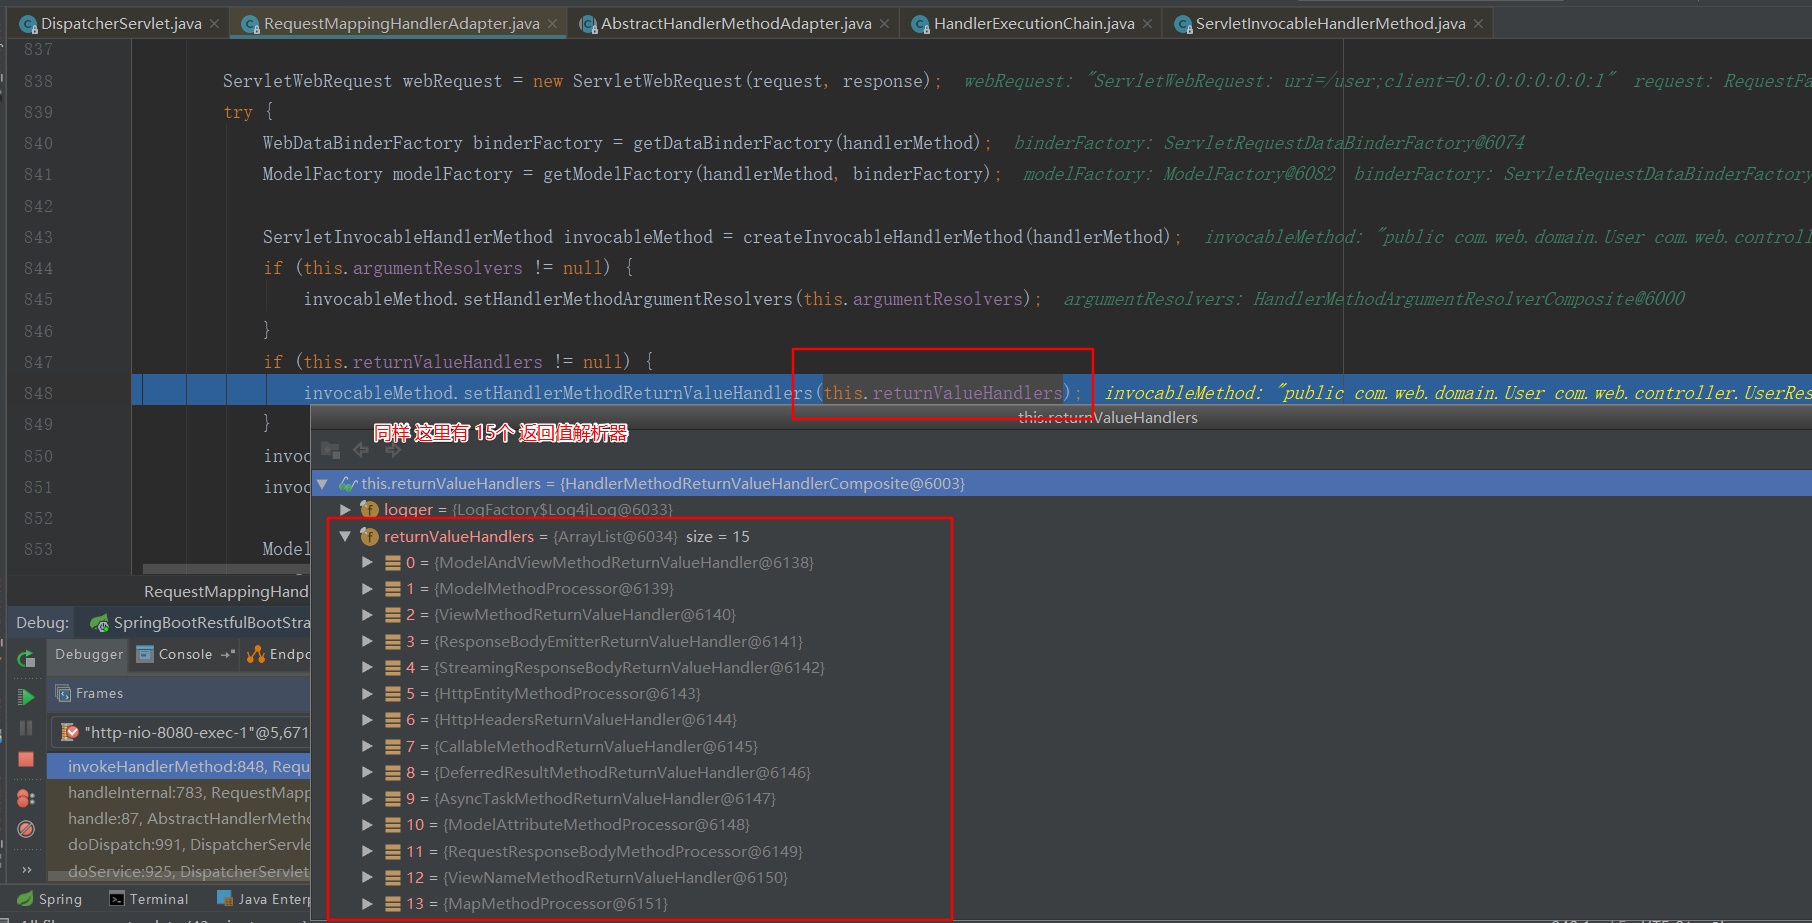 DispatcherServlet.java × RequestMappingHandlerAdapter.java × AbstractHandlerMethodAdapter.java × HandlerExecutionChain.java × ServletInvocableHandlerMethod.java ×
837
838 ServletWebRequest webRequest = new ServletWebRequest(request, response); webRequest: "ServletWebRequest: uri=/user;client=0:0:0:0:0:0:0:1" request: RequestFa
839 try {
840 WebDataBinderFactory binderFactory = getDataBinderFactory(handlerMethod); binderFactory: ServletRequestDataBinderFactory@6074
841 ModelFactory modelFactory = getModelFactory(handlerMethod, binderFactory); modelFactory: ModelFactory@6082 binderFactory: ServletRequestDataBinderFactory
842
843 ServletInvocableHandlerMethod invocableMethod = createInvocableHandlerMethod(handlerMethod); invocableMethod: "public com.web.domain.User com.web.controll
844 if (this.argumentResolvers != null) {
845 invocableMethod.setHandlerMethodArgumentResolvers(this.argumentResolvers); argumentResolvers: HandlerMethodArgumentResolverComposite@6000
846 }
847 if (this.returnValueHandlers != null) {
848 invocableMethod.setHandlerMethodReturnValueHandlers(this.returnValueHandlers); invocableMethod: "public com.web.domain.User com.web.controller.UserRes
849 }
this.returnValueHandlers
同样 这里有 15个 返回值解析器
850 invoc
851 invoc
852
853 Model
this.returnValueHandlers = {HandlerMethodReturnValueHandlerComposite@6003}
logger = {LogFactory$Log4jLog@6033}
returnValueHandlers = {ArrayList@6034} size = 15
0 = {ModelAndViewMethodReturnValueHandler@6138}
1 = {ModelMethodProcessor@6139}
2 = {ViewMethodReturnValueHandler@6140}
3 = {ResponseBodyEmitterReturnValueHandler@6141}
4 = {StreamingResponseBodyReturnValueHandler@6142}
5 = {HttpEntityMethodProcessor@6143}
6 = {HttpHeadersReturnValueHandler@6144}
7 = {CallableMethodReturnValueHandler@6145}
8 = {DeferredResultMethodReturnValueHandler@6146}
9 = {AsyncTaskMethodReturnValueHandler@6147}
10 = {ModelAttributeMethodProcessor@6148}
11 = {RequestResponseBodyMethodProcessor@6149}
12 = {ViewNameMethodReturnValueHandler@6150}
13 = {MapMethodProcessor@6151}
RequestMappingHand
Debug: SpringBootRestfulBootStra
Debugger Console Endpo
Frames
"http-nio-8080-exec-1"@5,671
invokeHandlerMethod:848, Requ
handleInternal:783, RequestMapp
handle:87, AbstractHandlerMetho
doDispatch:991, DispatcherServle
doService:925, DispatcherServlet
Spring Terminal Java Enterp